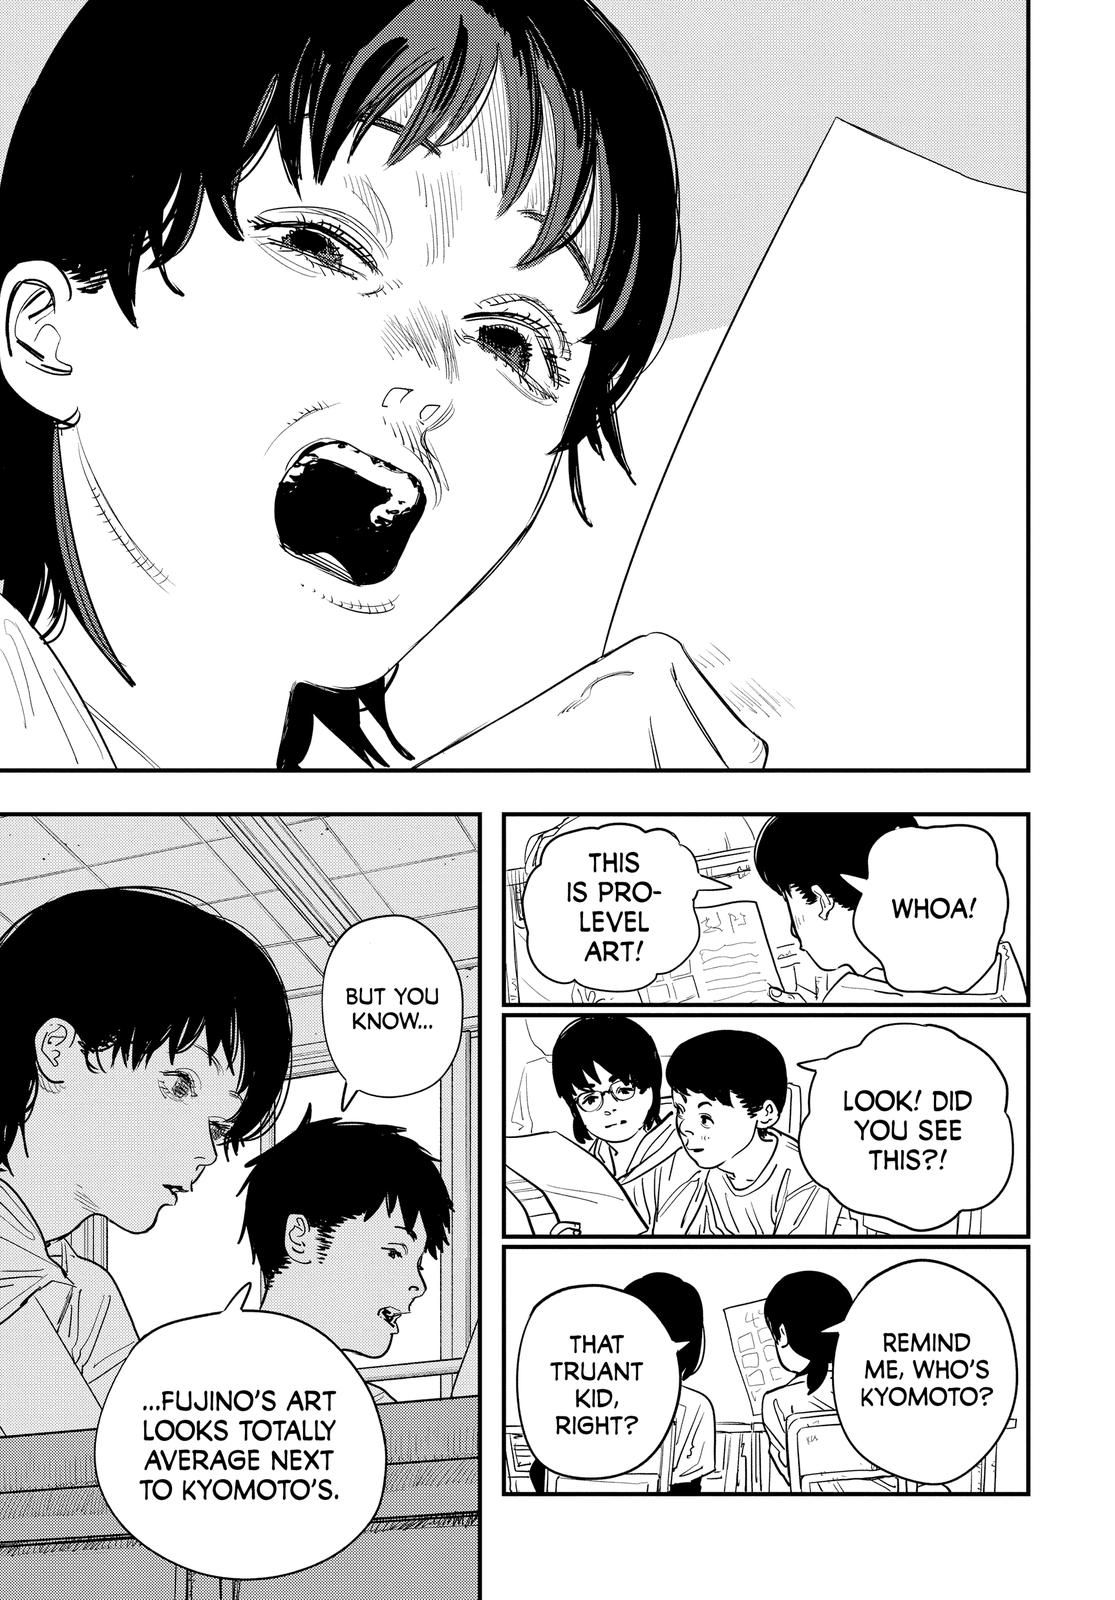 WHOA!
THIS
IS PRO-
LEVEL
ART!
LOOK! DID
YOU SEE
THIS?!
REMIND
ME, WHO'S
KYOMOTO?
THAT
TRUANT
KID,
RIGHT?
BUT YOU
KNOW...
...FUJINO'S ART
LOOKS TOTALLY
AVERAGE NEXT
TO KYOMOTO'S.